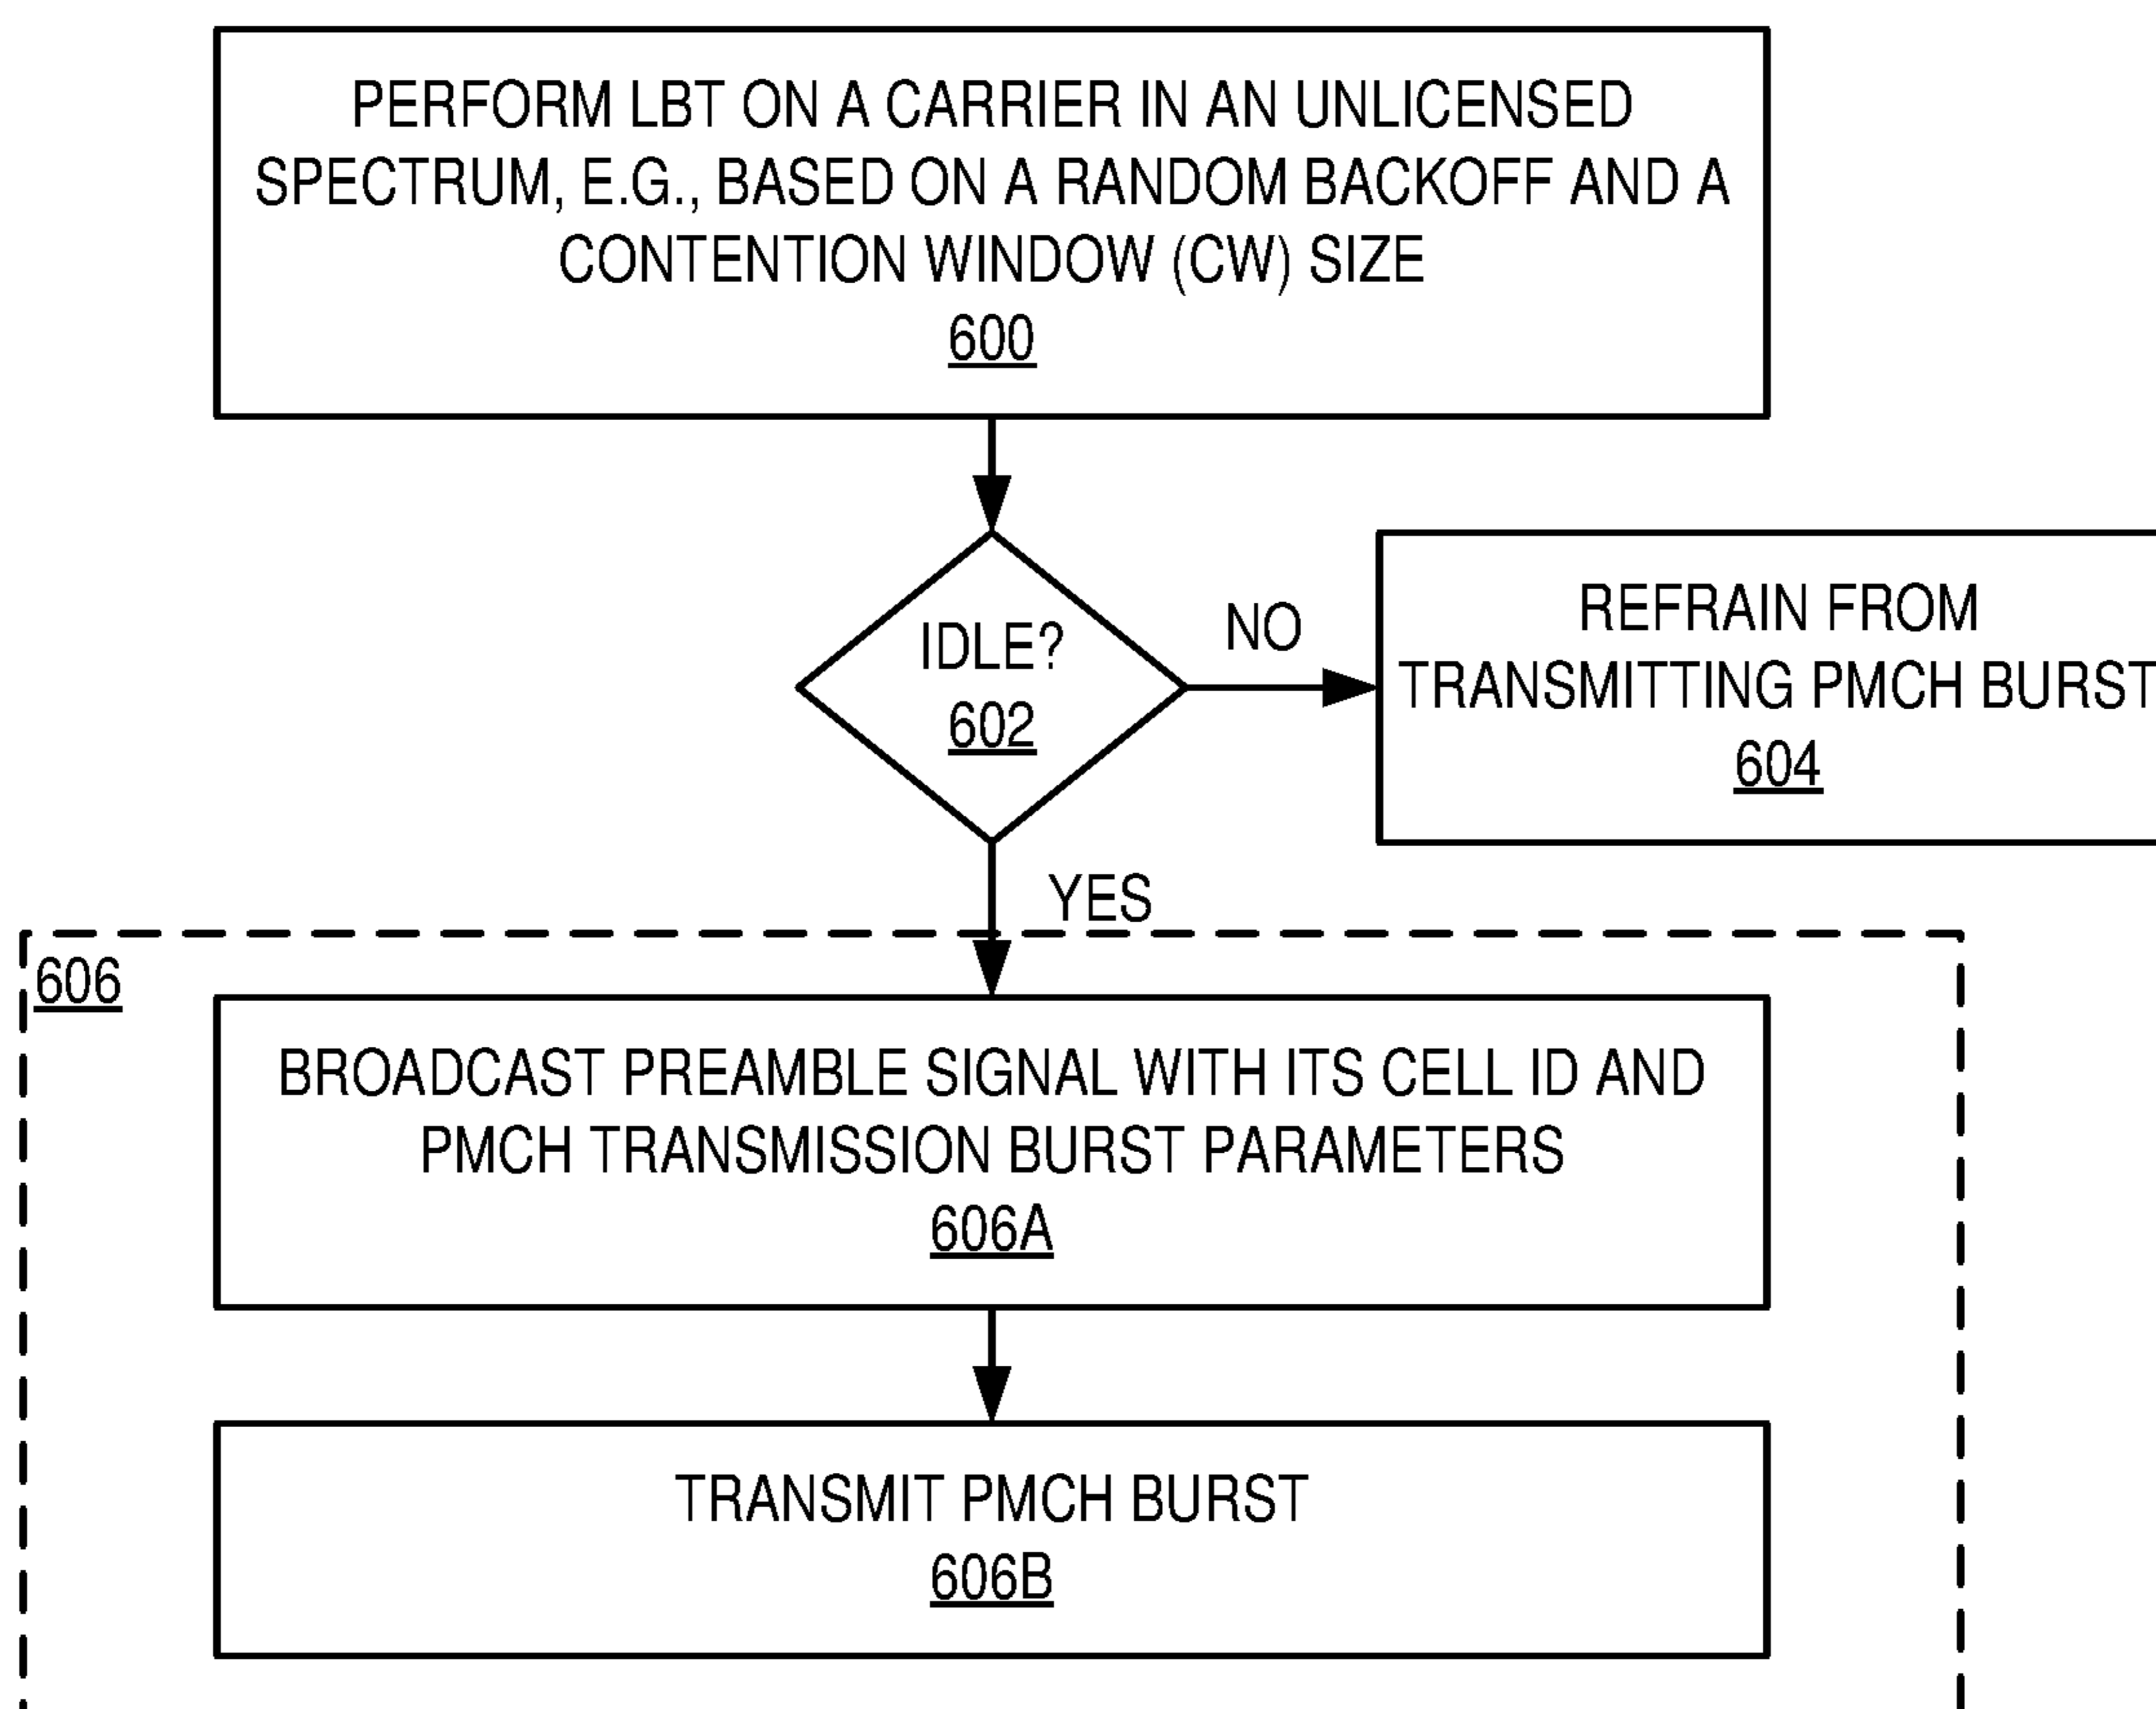 PERFORM LBT ON A CARRIER IN AN UNLICENSED
SPECTRUM, E.G., BASED ON A RANDOM BACKOFF AND A
CONTENTION WINDOW (CW) SIZE
600
IDLE?
602
NO
REFRAIN FROM
TRANSMITTING PMCH BURST
604
YES
606
BROADCAST PREAMBLE SIGNAL WITH ITS CELL ID AND
PMCH TRANSMISSION BURST PARAMETERS
606A
TRANSMIT PMCH BURST
606B